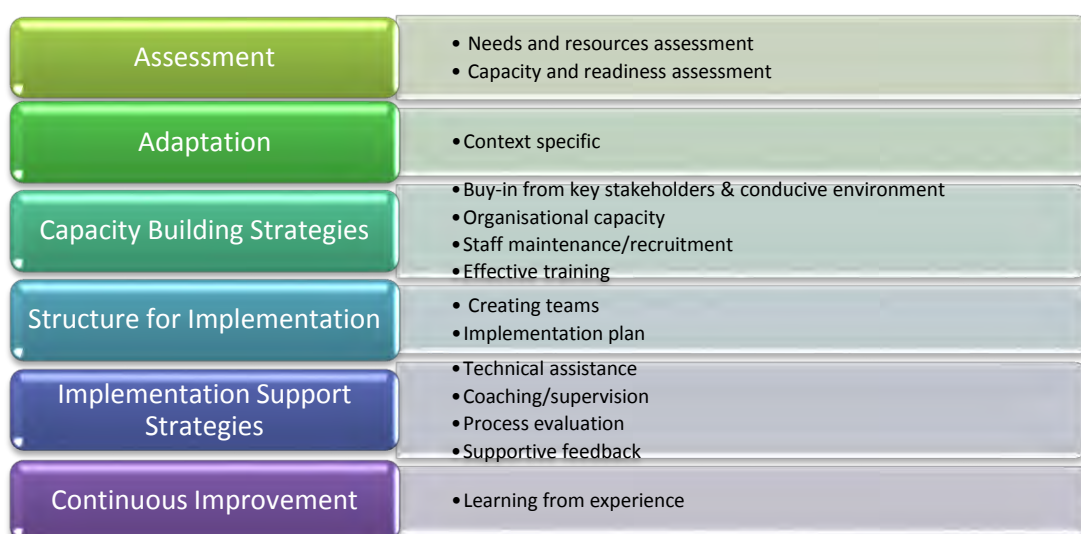 Assessment
• Needs and resources assessment
• Capacity and readiness assessment
Adaptation
•Context specific
Capacity Building Strategies
•Buy-in from key stakeholders & conducive environment
•Organisational capacity
•Staff maintenance/recruitment
•Effective training
Structure for Implementation
• Creating teams
•Implementation plan
Implementation Support
Strategies
•Technical assistance
•Coaching/supervision
•Process evaluation
•Supportive feedback
Continuous Improvement
•Learning from experience